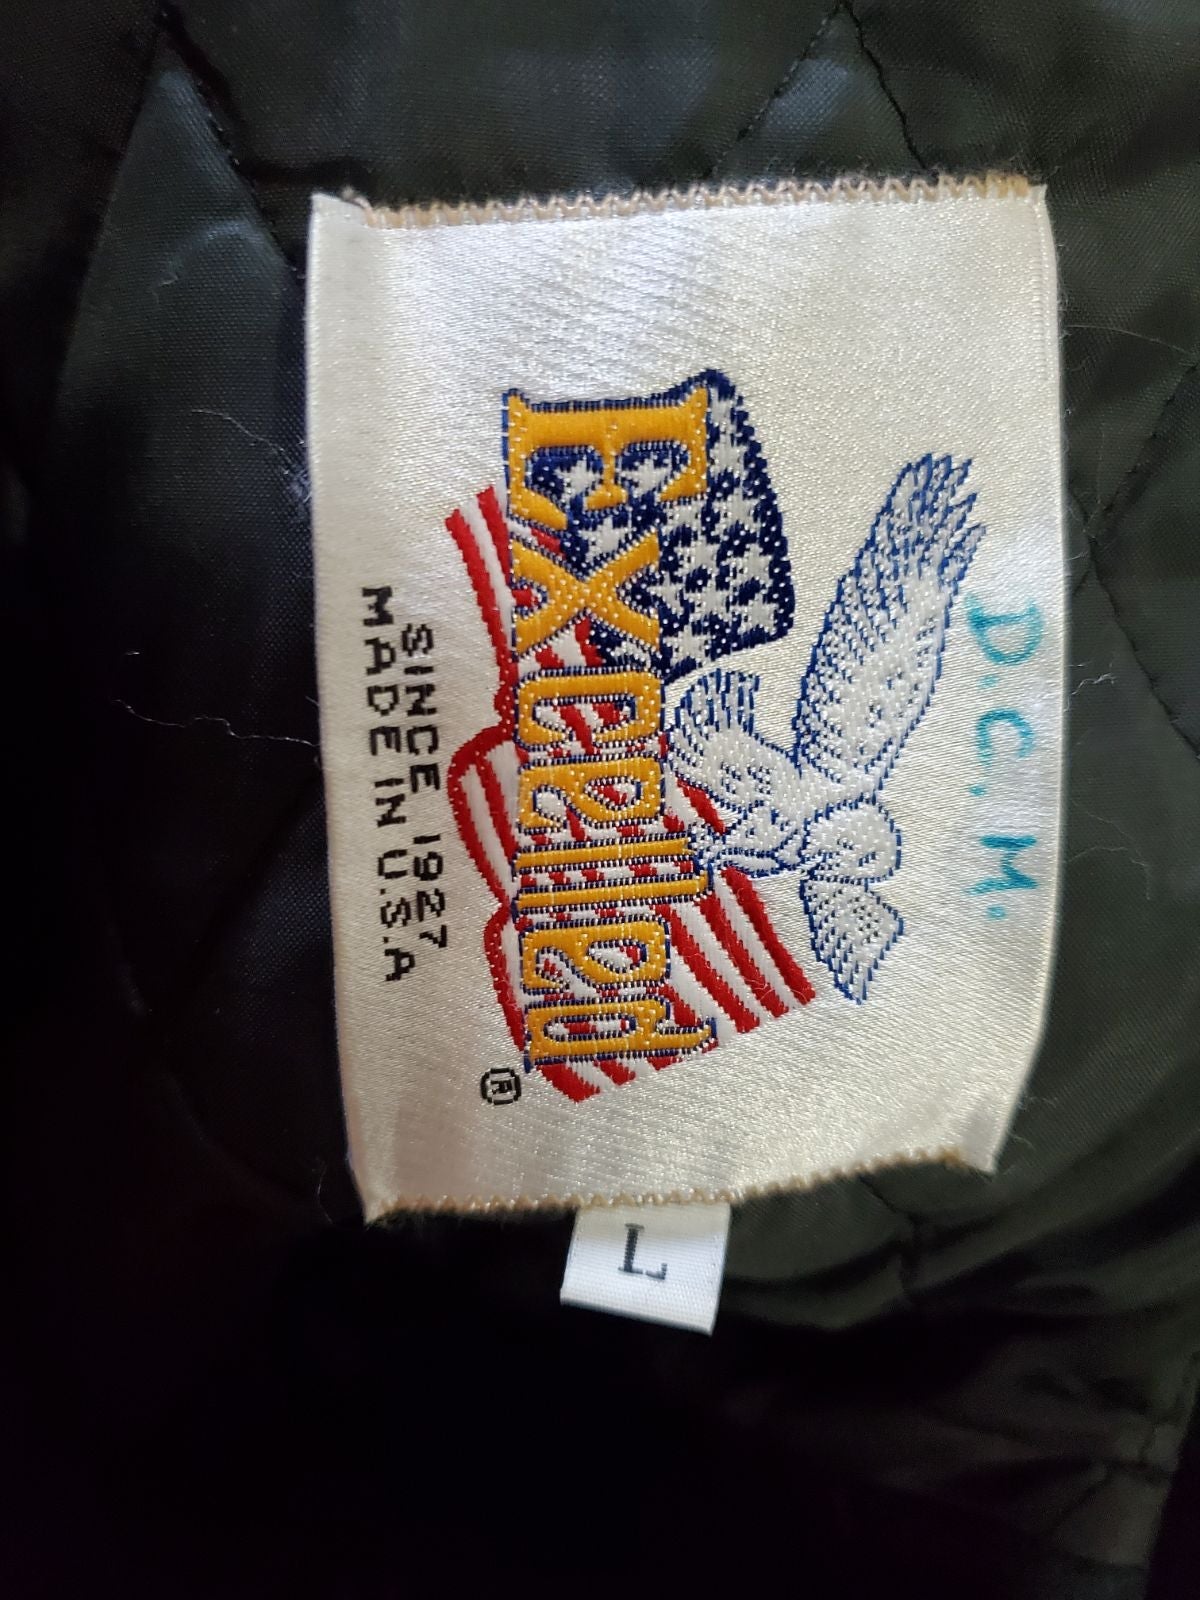 D.C.M.
Excelled
®
SINCE 1927
MADE IN U.S.A
L